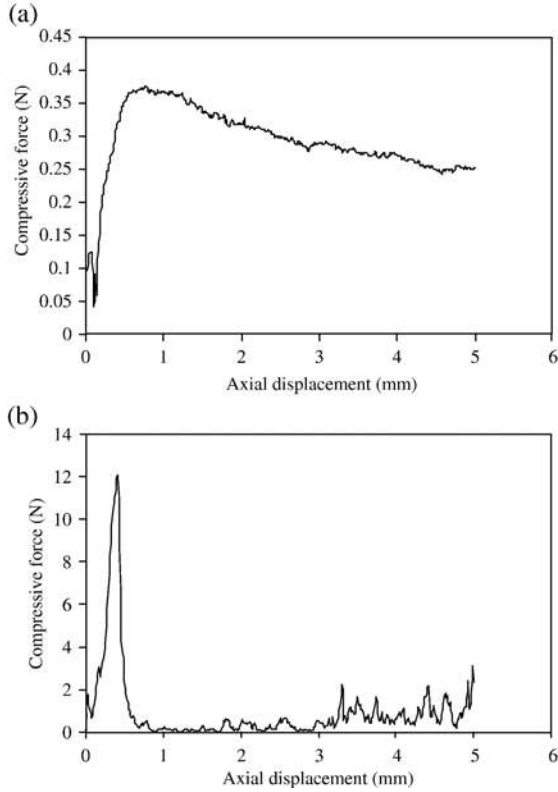 (a)
0.45
0.4
0.35
0.3
0.25
0.2
0.15
0.1
0.05
0
Compressive force (N)
0 1 2 3 4 5 6
Axial displacement (mm)
(b)
14
12
10
8
6
4
2
0
Compressive force (N)
0 1 2 3 4 5 6
Axial displacement (mm)